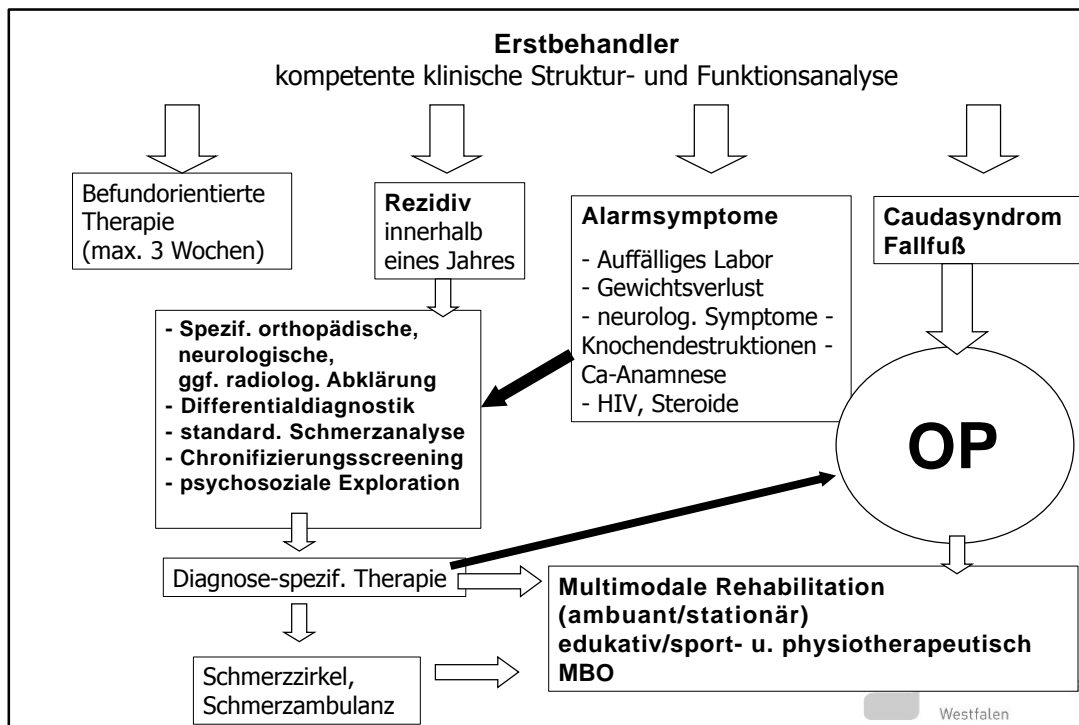 Erstbehandler
kompetente klinische Struktur- und Funktionsanalyse
Befundorientierte
Therapie
(max. 3 Wochen)
Rezidiv
innerhalb
eines Jahres
Alarmsymptome
- Auffälliges Labor
- Gewichtsverlust
- neurolog. Symptome -
Knochendestruktionen -
Ca-Anamnese
- HIV, Steroide
Caudasyndrom
Fallfuß
- Spezif. orthopädische,
neurologische,
ggf. radiolog. Abklärung
- Differentialdiagnostik
- standard. Schmerzanalyse
- Chronifizierungsscreening
- psychosoziale Exploration
OP
Diagnose-spezif. Therapie
Multimodale Rehabilitation
(ambuant/stationär)
edukativ/sport- u. physiotherapeutisch
MBO
Schmerzzirkel,
Schmerzambulanz
Westfalen